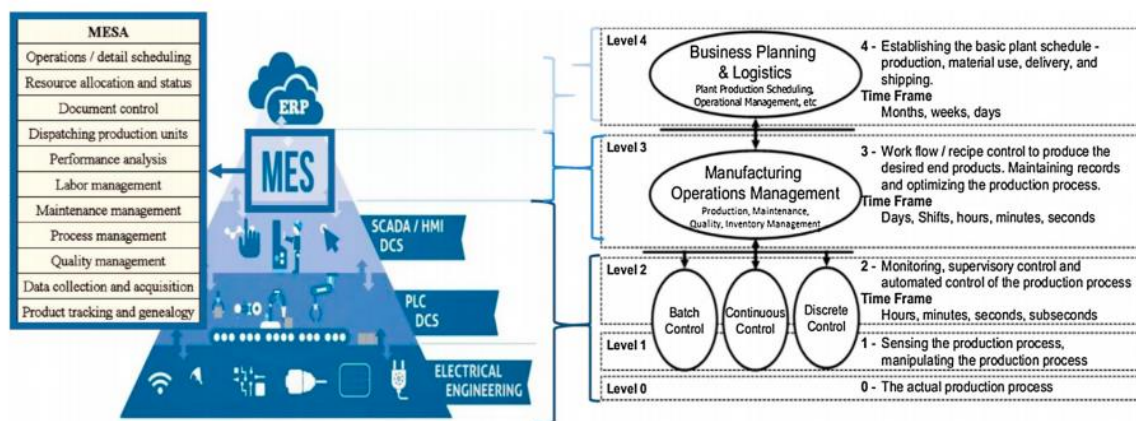 MESA
Operations / detail scheduling
Resource allocation and status
Document control
Dispatching production units
Performance analysis
Labor management
Maintenance management
Process management
Quality management
Data collection and acquisition
Product tracking and genealogy
ERP
MES
SCADA / HMI
DCS
PLC
DCS
ELECTRICAL
ENGINEERING
Level 4
Business Planning
& Logistics
Plant Production Scheduling,
Operational Management, etc
4 - Establishing the basic plant schedule -
production, material use, delivery, and
shipping.
Time Frame
Months, weeks, days
Level 3
Manufacturing
Operations Management
Production, Maintenance,
Quality, Inventory Management
3 - Work flow / recipe control to produce the
desired end products. Maintaining records
and optimizing the production process.
Time Frame
Days, Shifts, hours, minutes, seconds
Level 2
Batch
Control
Continuous
Control
Discrete
Control
2 - Monitoring, supervisory control and
automated control of the production process
Time Frame
Hours, minutes, seconds, subseconds
Level 1
1 - Sensing the production process,
manipulating the production process
Level 0
0 - The actual production process